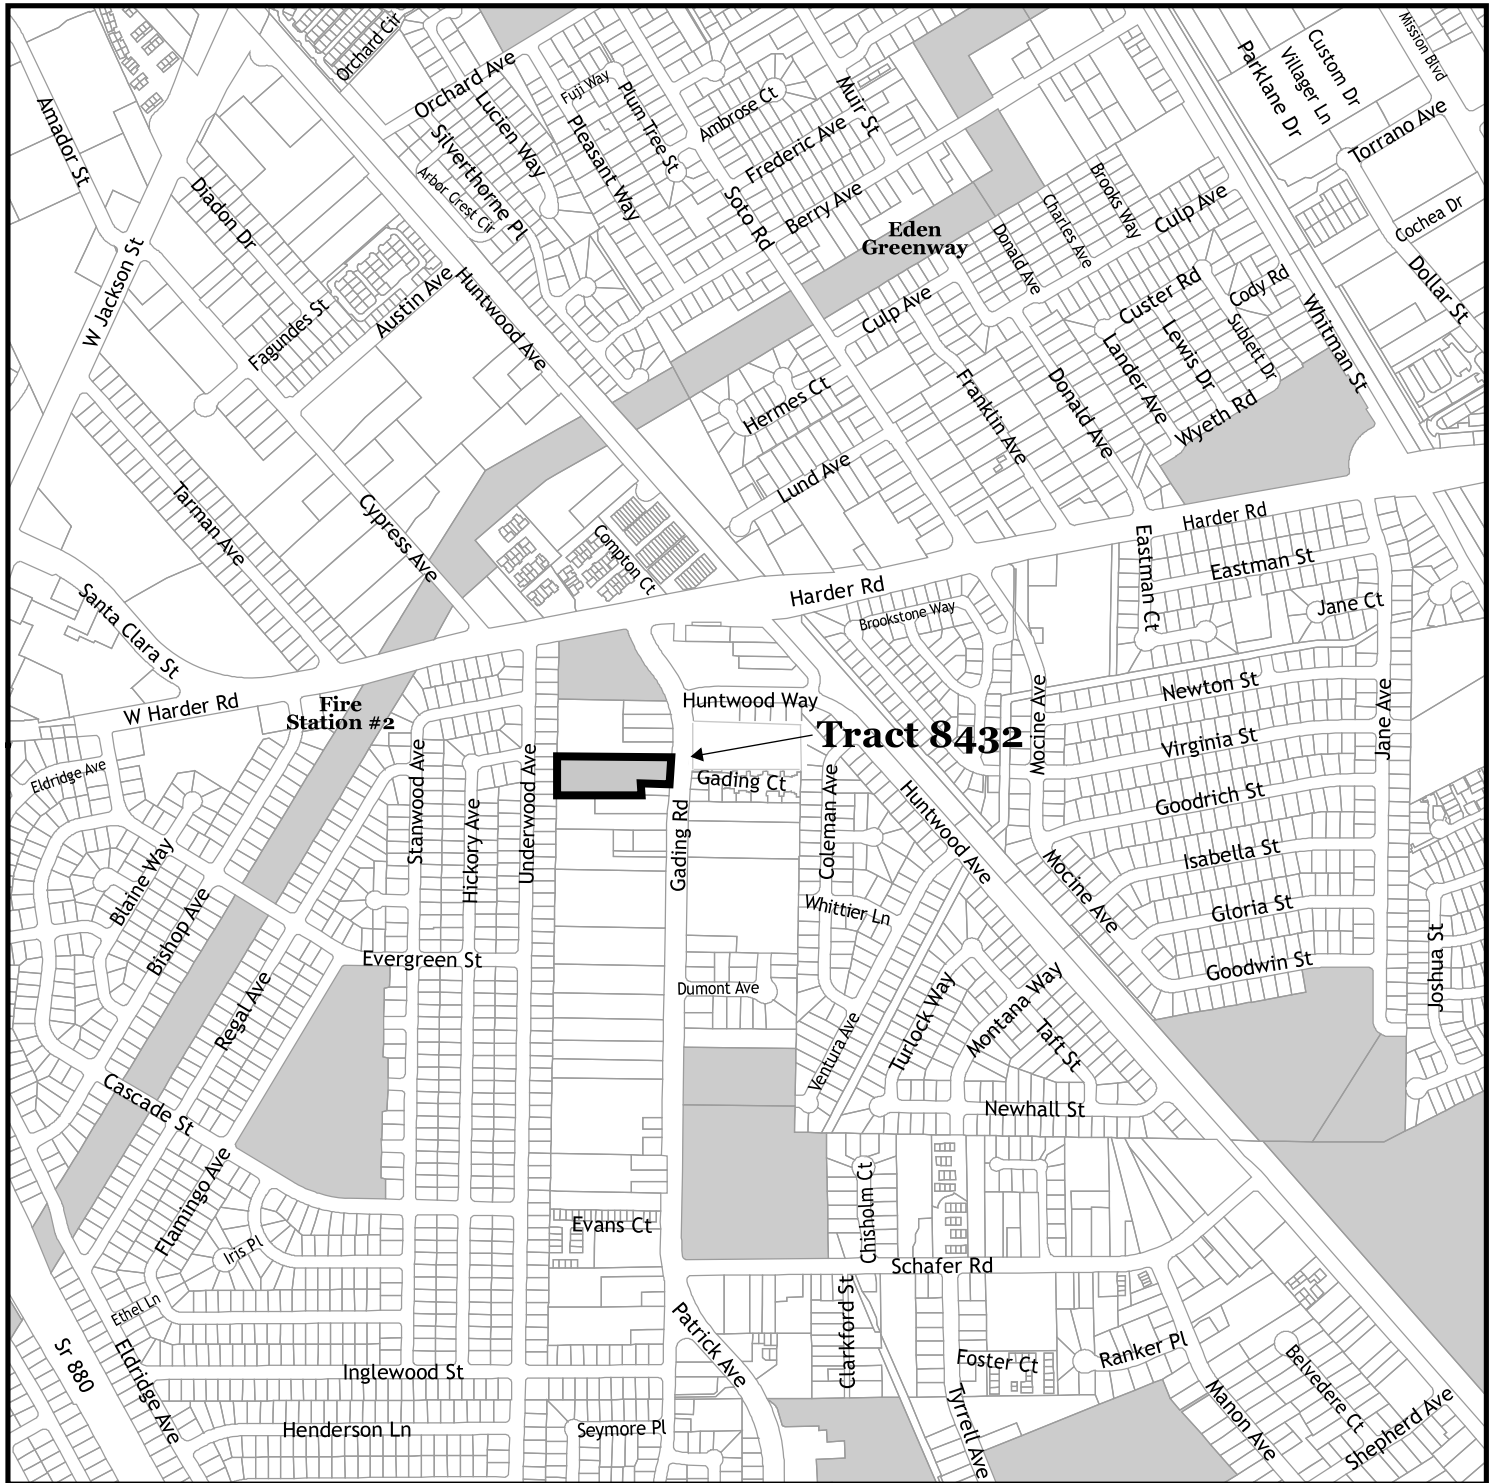 Orchard Cir
Orchard Ave
Fuji Way
Lucien Way
Plum Tree St
Ambrose Ct
Muir St
Parklane Dr
Villager Ln
Custom Dr
Mission Blvd
Amador St
Silverthorne Pl
Pleasant Way
Frederic Ave
Torrano Ave
Arbor Crest Cir
Diadon Dr
Soto Rd
Berry Ave
Brooks Way
Charles Ave
Culp Ave
Cochea Dr
Eden
Greenway
Donald Ave
W Jackson St
Fagundes St
Austin Ave
Huntwood Ave
Culp Ave
Custer Rd
Cody Rd
Dollar St
Whitman St
Sublett Dr
Lewis Dr
Lander Ave
Hermes Ct
Franklin Ave
Donald Ave
Wyeth Rd
Lund Ave
Tarman Ave
Cypress Ave
Compton Ct
Harder Rd
Eastman St
Eastman Ct
Jane Ct
Harder Rd
Brookstone Way
Santa Clara St
W Harder Rd
Fire
Station #2
Huntwood Way
Tract 8432
Mocine Ave
Newton St
Virginia St
Jane Ave
Eldridge Ave
Stanwood Ave
Hickory Ave
Underwood Ave
Gading Ct
Gading Rd
Coleman Ave
Huntwood Ave
Goodrich St
Isabella St
Mocine Ave
Gloria St
Goodwin St
Joshua St
Blaine Way
Bishop Ave
Whittier Ln
Evergreen St
Dumont Ave
Regal Ave
Ventura Ave
Turlock Way
Montana Way
Taft St
Cascade St
Newhall St
Flamingo Ave
Iris Pl
Evans Ct
Chisholm Ct
Schafer Rd
Ethel Ln
Sr 880
Eldridge Ave
Inglewood St
Henderson Ln
Patrick Ave
Seymore Pl
Clarkford St
Foster Ct
Tyrrell Ave
Ranker Pl
Manon Ave
Belvedere Ct
Shepherd Ave